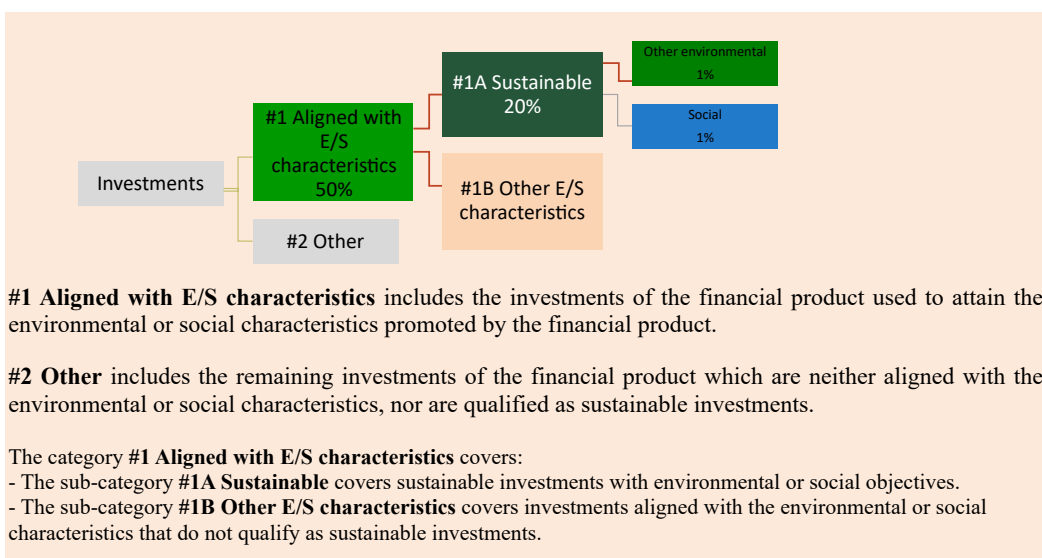 Other environmental
1%
#1A Sustainable
20%
Social
1%
#1 Aligned with
E/S
characteristics
50%
Investments
#1B Other E/S
characteristics
#2 Other
#1 Aligned with E/S characteristics includes the investments of the financial product used to attain the
environmental or social characteristics promoted by the financial product.
#2 Other includes the remaining investments of the financial product which are neither aligned with the
environmental or social characteristics, nor are qualified as sustainable investments.
The category #1 Aligned with E/S characteristics covers:
- The sub-category #1A Sustainable covers sustainable investments with environmental or social objectives.
- The sub-category #1B Other E/S characteristics covers investments aligned with the environmental or social
characteristics that do not qualify as sustainable investments.